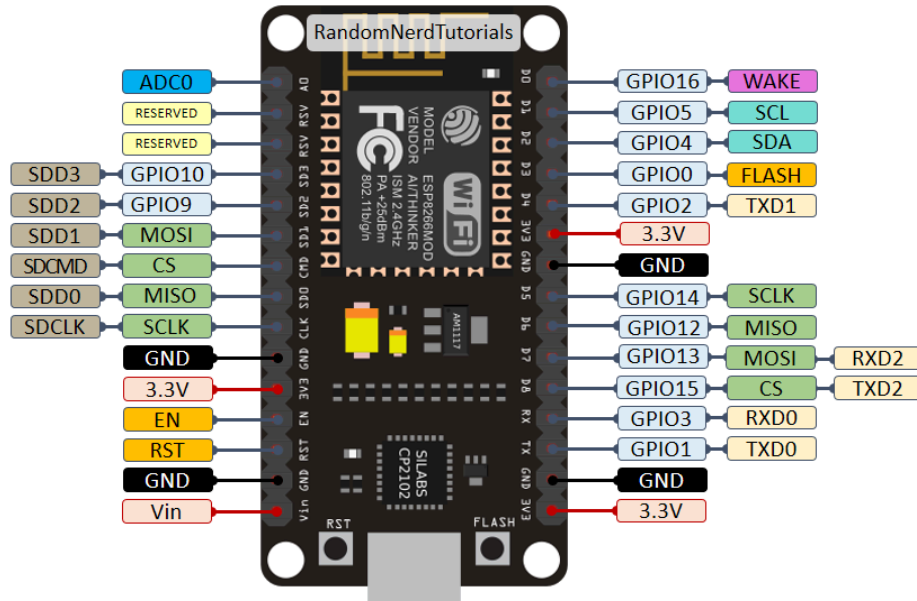 RandomNerdTutorials
ADC0
RESERVED
RESERVED
SDD3 GPIO10
SDD2 GPIO9
SDD1 MOSI
SDCMD CS
SDD0 MISO
SDCLK SCLK
GND
3.3V
EN
RST
GND
Vin
A0
RSV
RSV
SD3
SD2
SD1
CMD
SD0
CLK
GND
3V3
EN
RST
GND
Vin
FC
MODEL ESP8266MOD
VENDOR AI/THINKER
ISM 2.4GHz
PA +25dBm
802.11b/g/n
Wi Fi
AM1117
SILABS
CP2102
RST
FLASH
D0
D1
D2
D3
D4
3V3
GND
D5
D6
D7
D8
RX
TX
GND
3V3
GPIO16 WAKE
GPIO5 SCL
GPIO4 SDA
GPIO0 FLASH
GPIO2 TXD1
3.3V
GND
GPIO14 SCLK
GPIO12 MISO
GPIO13 MOSI RXD2
GPIO15 CS TXD2
GPIO3 RXD0
GPIO1 TXD0
GND
3.3V